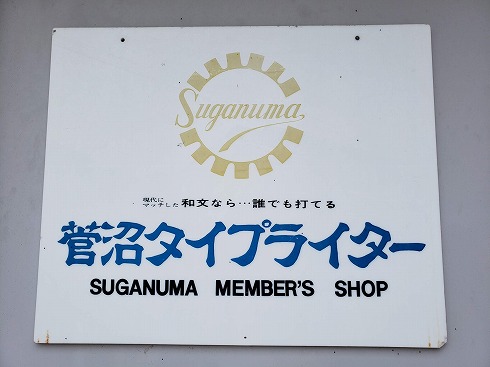 Suganuma
現代に
マッチした 和文なら…誰でも打てる
菅沼タイプライター
SUGANUMA MEMBER'S SHOP